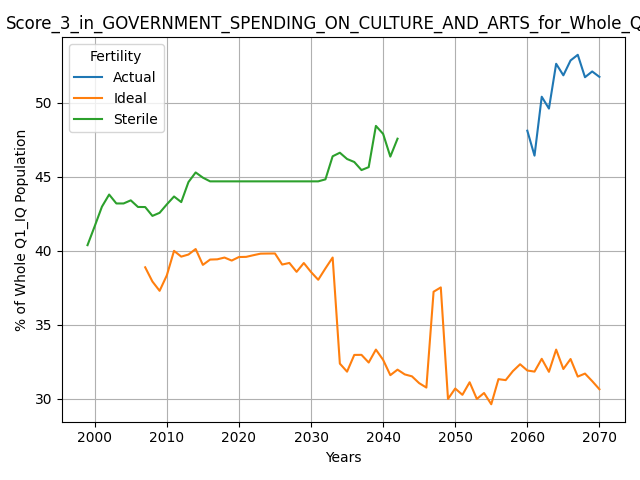 Score_3_in_GOVERNMENT_SPENDING_ON_CULTURE_AND_ARTS_for_Whole_Q
Fertility
Actual
Ideal
Sterile
% of Whole Q1_IQ Population
50
45
40
35
30
2000 2010 2020 2030 2040 2050 2060 2070
Years